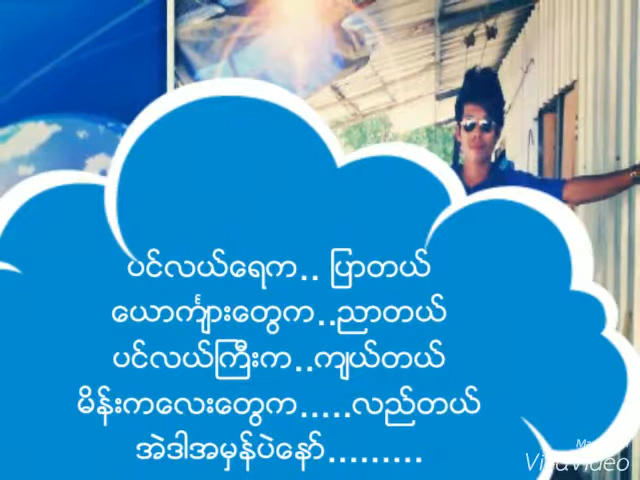 ပင်လယ်ရေက.. ပြာတယ်
ယောင်္ကျားတွေက..ညာတယ်
ပင်လယ်ကြီးက..ကျယ်တယ်
မိန်းကလေးတွေက.....လည်တယ်
အဲဒါအမှန်ပဲနော်.........
VivaVideo